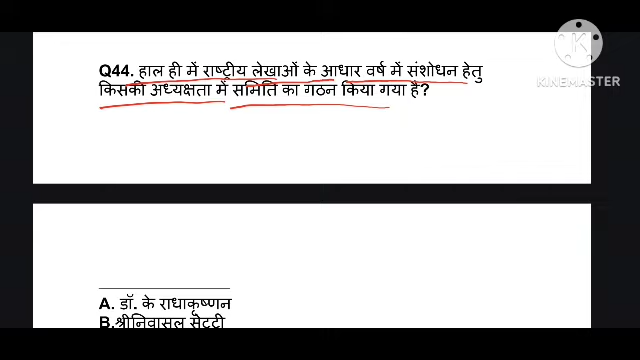 Q44. हाल ही में राष्ट्रीय लेखाओं के आधार वर्ष में संशोधन हेतु
किसकी अध्यक्षता में समिति का गठन किया गया है?
KINEMASTER
A. डॉ. के राधाकृष्णन
B.श्रीनिवासल सेट्टी